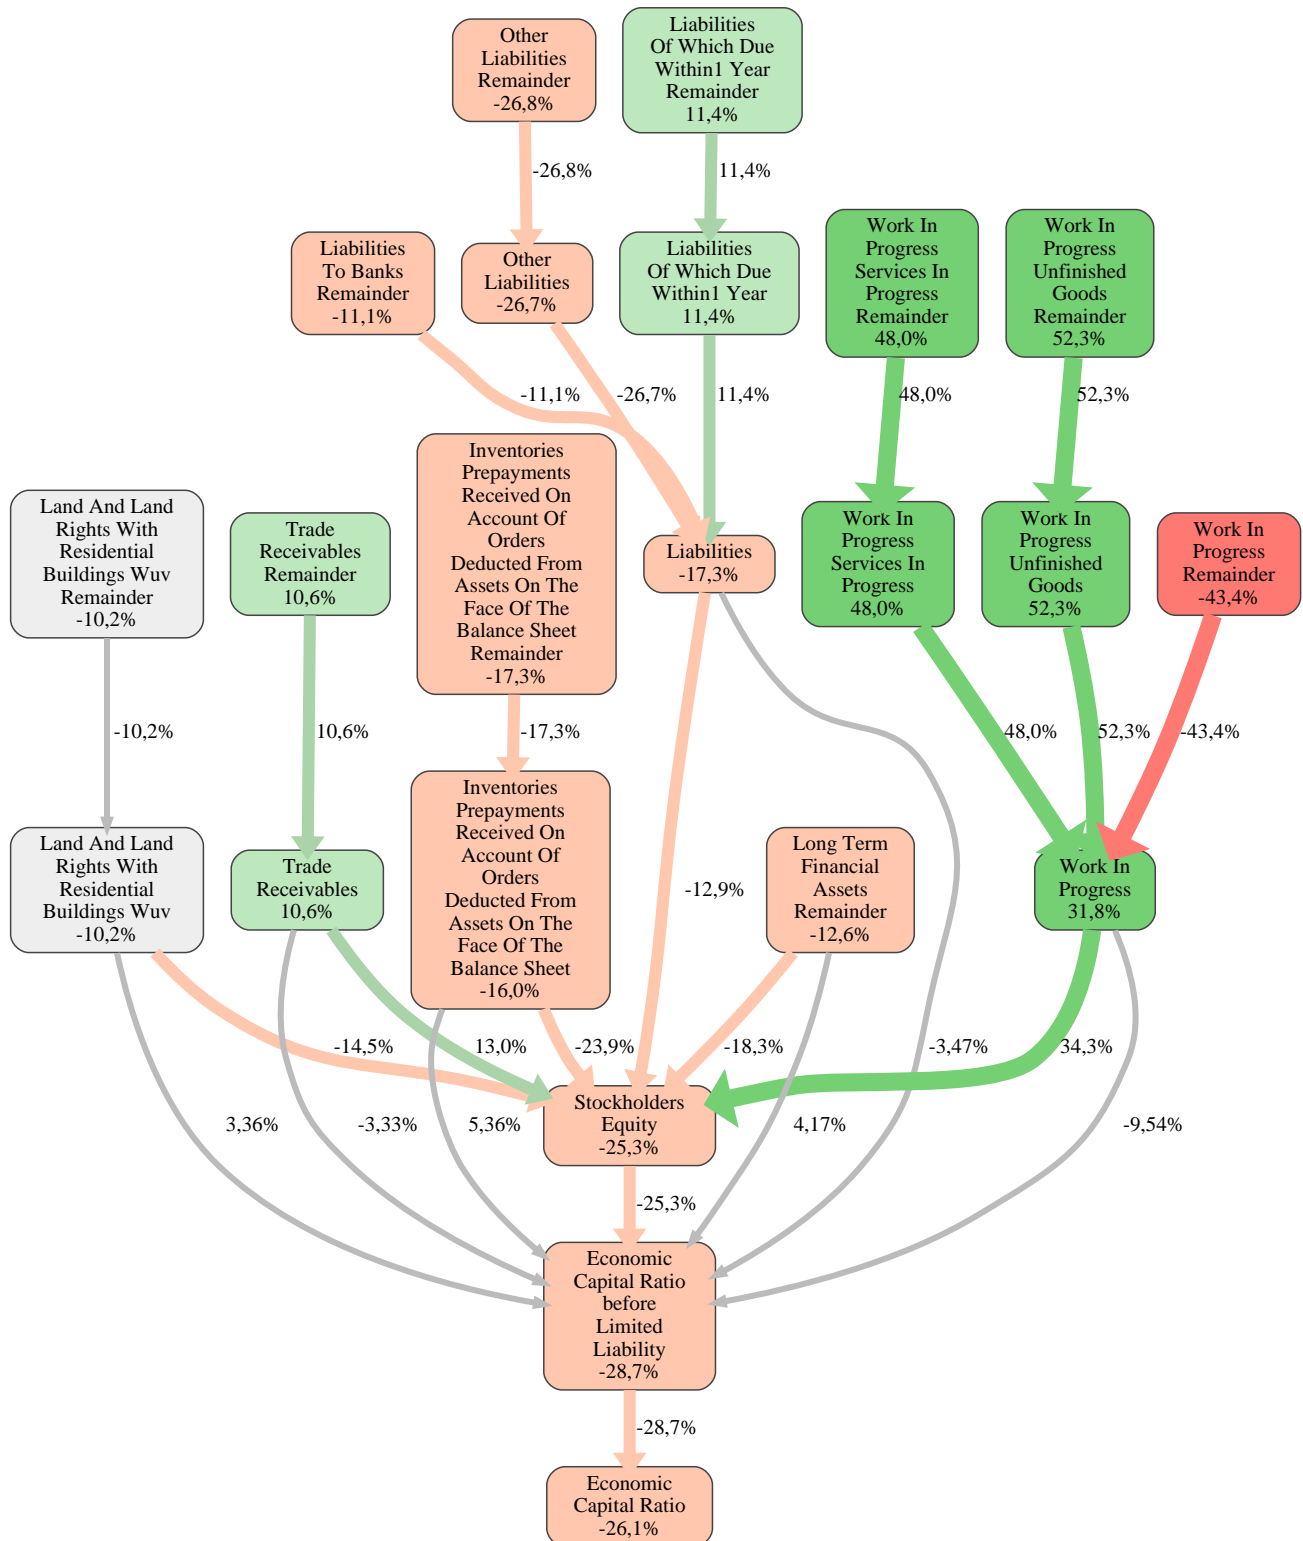 Other
Liabilities
Remainder
-26,8%
Liabilities
Of Which Due
Within1 Year
Remainder
11,4%
-26,8%
11,4%
Liabilities
To Banks
Remainder
-11,1%
Other
Liabilities
-26,7%
Liabilities
Of Which Due
Within1 Year
11,4%
Work In
Progress
Services In
Progress
Remainder
48,0%
Work In
Progress
Unfinished
Goods
Remainder
52,3%
-11,1%
-26,7%
11,4%
48,0%
52,3%
Land And Land
Rights With
Residential
Buildings Wuv
Remainder
-10,2%
Trade
Receivables
Remainder
10,6%
Inventories
Prepayments
Received On
Account Of
Orders
Deducted From
Assets On The
Face Of The
Balance Sheet
Remainder
-17,3%
Liabilities
-17,3%
Work In
Progress
Services In
Progress
48,0%
Work In
Progress
Unfinished
Goods
52,3%
Work In
Progress
Remainder
-43,4%
-10,2%
10,6%
-17,3%
48,0%
52,3%
-43,4%
Land And Land
Rights With
Residential
Buildings Wuv
-10,2%
Trade
Receivables
10,6%
Inventories
Prepayments
Received On
Account Of
Orders
Deducted From
Assets On The
Face Of The
Balance Sheet
-16,0%
-12,9%
Long Term
Financial
Assets
Remainder
-12,6%
Work In
Progress
31,8%
-14,5%
13,0%
-23,9%
-18,3%
-3,47%
34,3%
Stockholders
Equity
-25,3%
3,36%
-3,33%
5,36%
4,17%
-9,54%
-25,3%
Economic
Capital Ratio
before
Limited
Liability
-28,7%
-28,7%
Economic
Capital Ratio
-26,1%